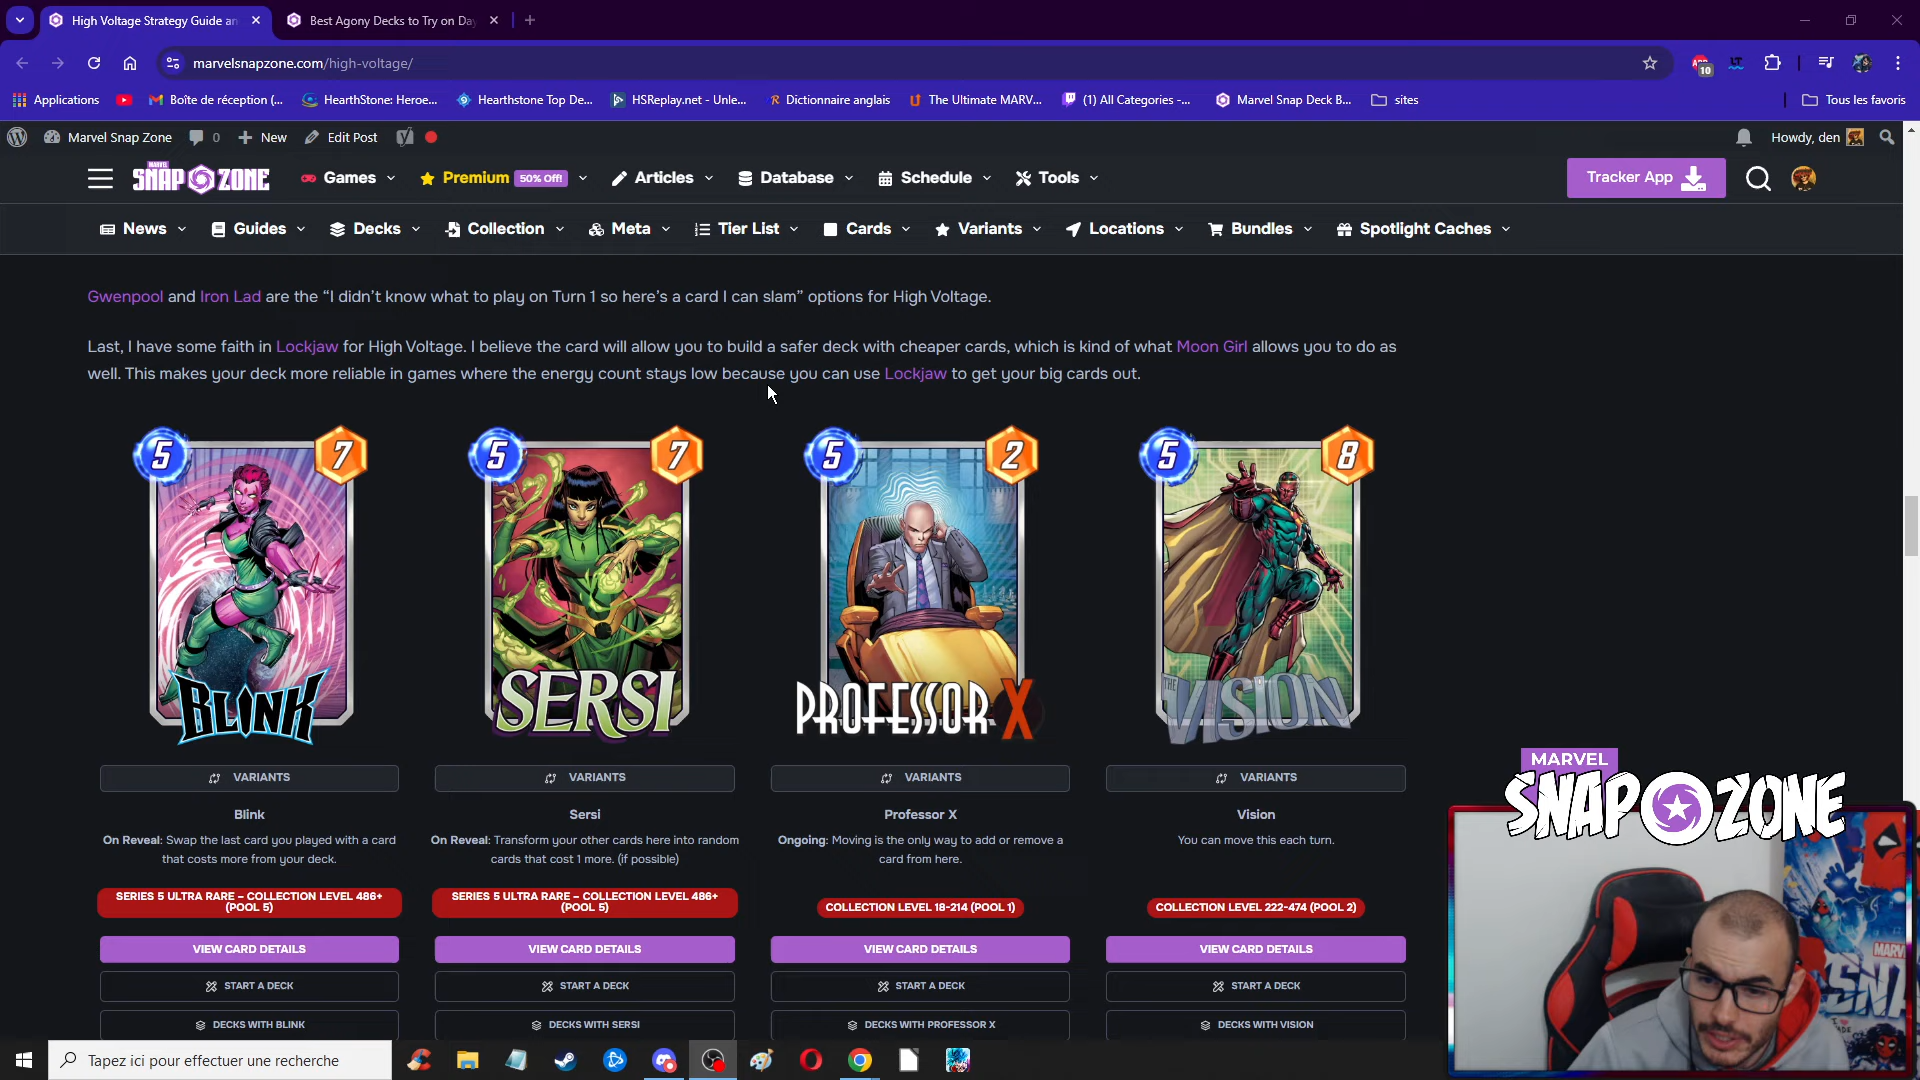 High Voltage Strategy Guide an
Best Agony Decks to Try on Da
marvelsnapzone.com/high-voltage/
10
Applications
Boîte de réception (...
HearthStone: Heroe...
Hearthstone Top De...
HSReplay.net - Unle...
Dictionnaire anglais
The Ultimate MARV...
(1) All Categories -...
Marvel Snap Deck B...
sites
Tous les favoris
Marvel Snap Zone
0
New
Edit Post
Howdy, den
MARVEL
SNAP ZONE
Games
Premium
50% Off!
Articles
Database
Schedule
Tools
Tracker App
News
Guides
Decks
Collection
Meta
Tier List
Cards
Variants
Locations
Bundles
Spotlight Caches
Gwenpool and Iron Lad are the “I didn’t know what to play on Turn 1 so here’s a card I can slam” options for High Voltage.
Last, I have some faith in Lockjaw for High Voltage. I believe the card will allow you to build a safer deck with cheaper cards, which is kind of what Moon Girl allows you to do as
well. This makes your deck more reliable in games where the energy count stays low because you can use Lockjaw to get your big cards out.
5 7
5 7
5 2
5 8
BLINK
SERSI
PROFESSOR X
THE VISION
VARIANTS
VARIANTS
VARIANTS
VARIANTS
Blink
Sersi
Professor X
Vision
On Reveal: Swap the last card you played with a card
that costs more from your deck.
On Reveal: Transform your other cards here into random
cards that cost 1 more. (if possible)
Ongoing: Moving is the only way to add or remove a
card from here.
You can move this each turn.
SERIES 5 ULTRA RARE – COLLECTION LEVEL 486+
(POOL 5)
SERIES 5 ULTRA RARE – COLLECTION LEVEL 486+
(POOL 5)
COLLECTION LEVEL 18-214 (POOL 1)
COLLECTION LEVEL 222-474 (POOL 2)
VIEW CARD DETAILS
VIEW CARD DETAILS
VIEW CARD DETAILS
VIEW CARD DETAILS
START A DECK
START A DECK
START A DECK
START A DECK
DECKS WITH BLINK
DECKS WITH SERSI
DECKS WITH PROFESSOR X
DECKS WITH VISION
MARVEL
SNAP ZONE
Tapez ici pour effectuer une recherche